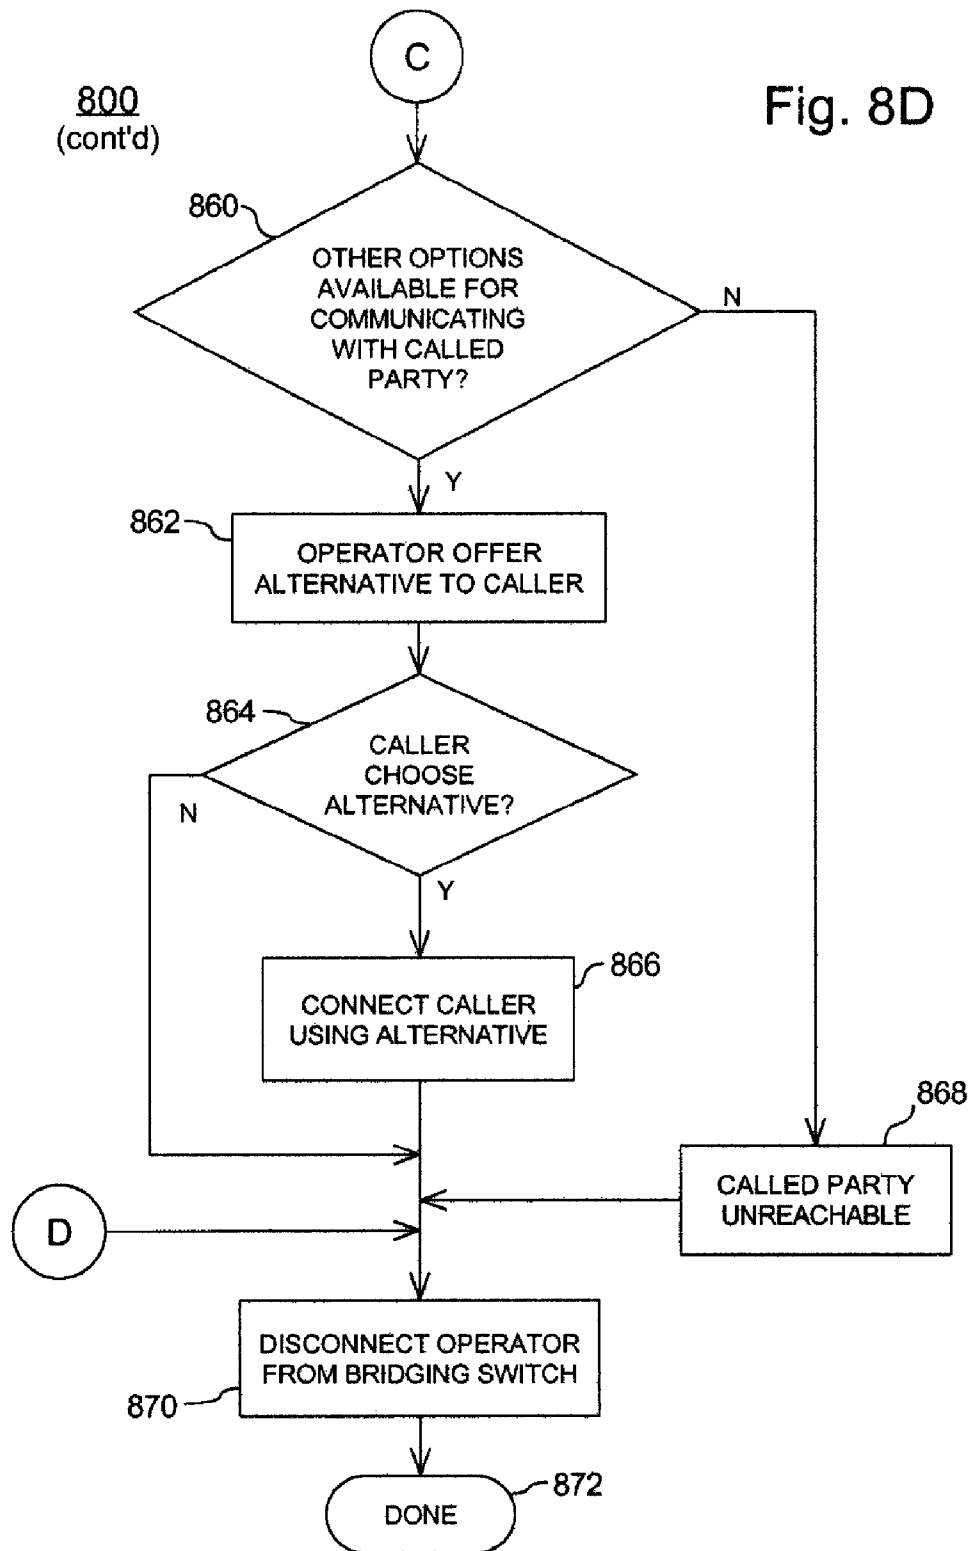 C
800
(cont'd)
Fig. 8D
860
OTHER OPTIONS
AVAILABLE FOR
COMMUNICATING
WITH CALLED
PARTY?
N
Y
862
OPERATOR OFFER
ALTERNATIVE TO CALLER
864
CALLER
CHOOSE
ALTERNATIVE?
N
Y
866
CONNECT CALLER
USING ALTERNATIVE
868
CALLED PARTY
UNREACHABLE
D
DISCONNECT OPERATOR
FROM BRIDGING SWITCH
870
872
DONE